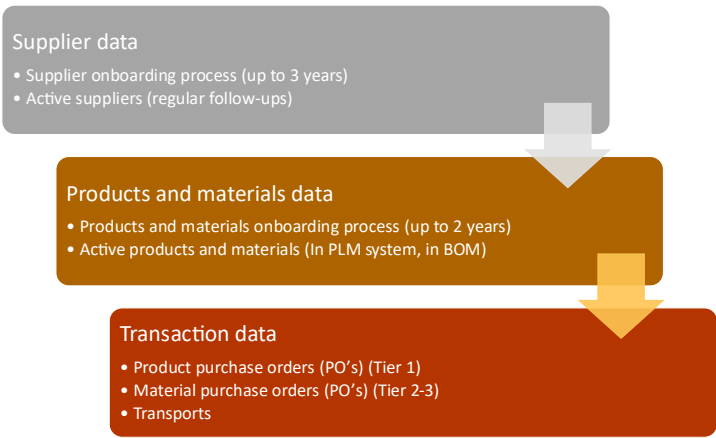 Supplier data
• Supplier onboarding process (up to 3 years)
• Active suppliers (regular follow-ups)
Products and materials data
• Products and materials onboarding process (up to 2 years)
• Active products and materials (In PLM system, in BOM)
Transaction data
• Product purchase orders (PO's) (Tier 1)
• Material purchase orders (PO's) (Tier 2-3)
• Transports